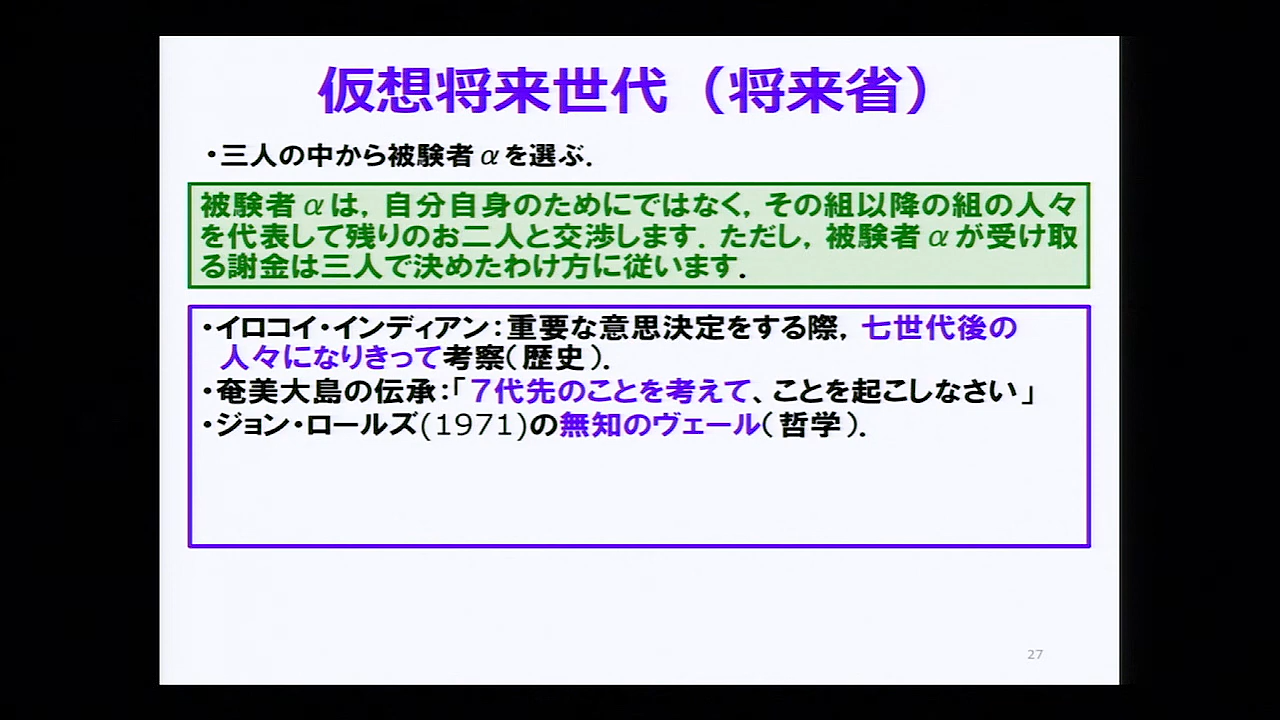 仮想将来世代（将来省）
・三人の中から被験者αを選ぶ．
被験者αは，自分自身のためにではなく，その組以降の組の人々
を代表して残りのお二人と交渉します．ただし，被験者αが受け取
る謝金は三人で決めたわけ方に従います．
・イロコイ・インディアン：重要な意思決定をする際，七世代後の
人々になりきって考察（歴史）．
・奄美大島の伝承：「７代先のことを考えて、ことを起こしなさい」
・ジョン・ロールズ(1971)の無知のヴェール（哲学）．
27